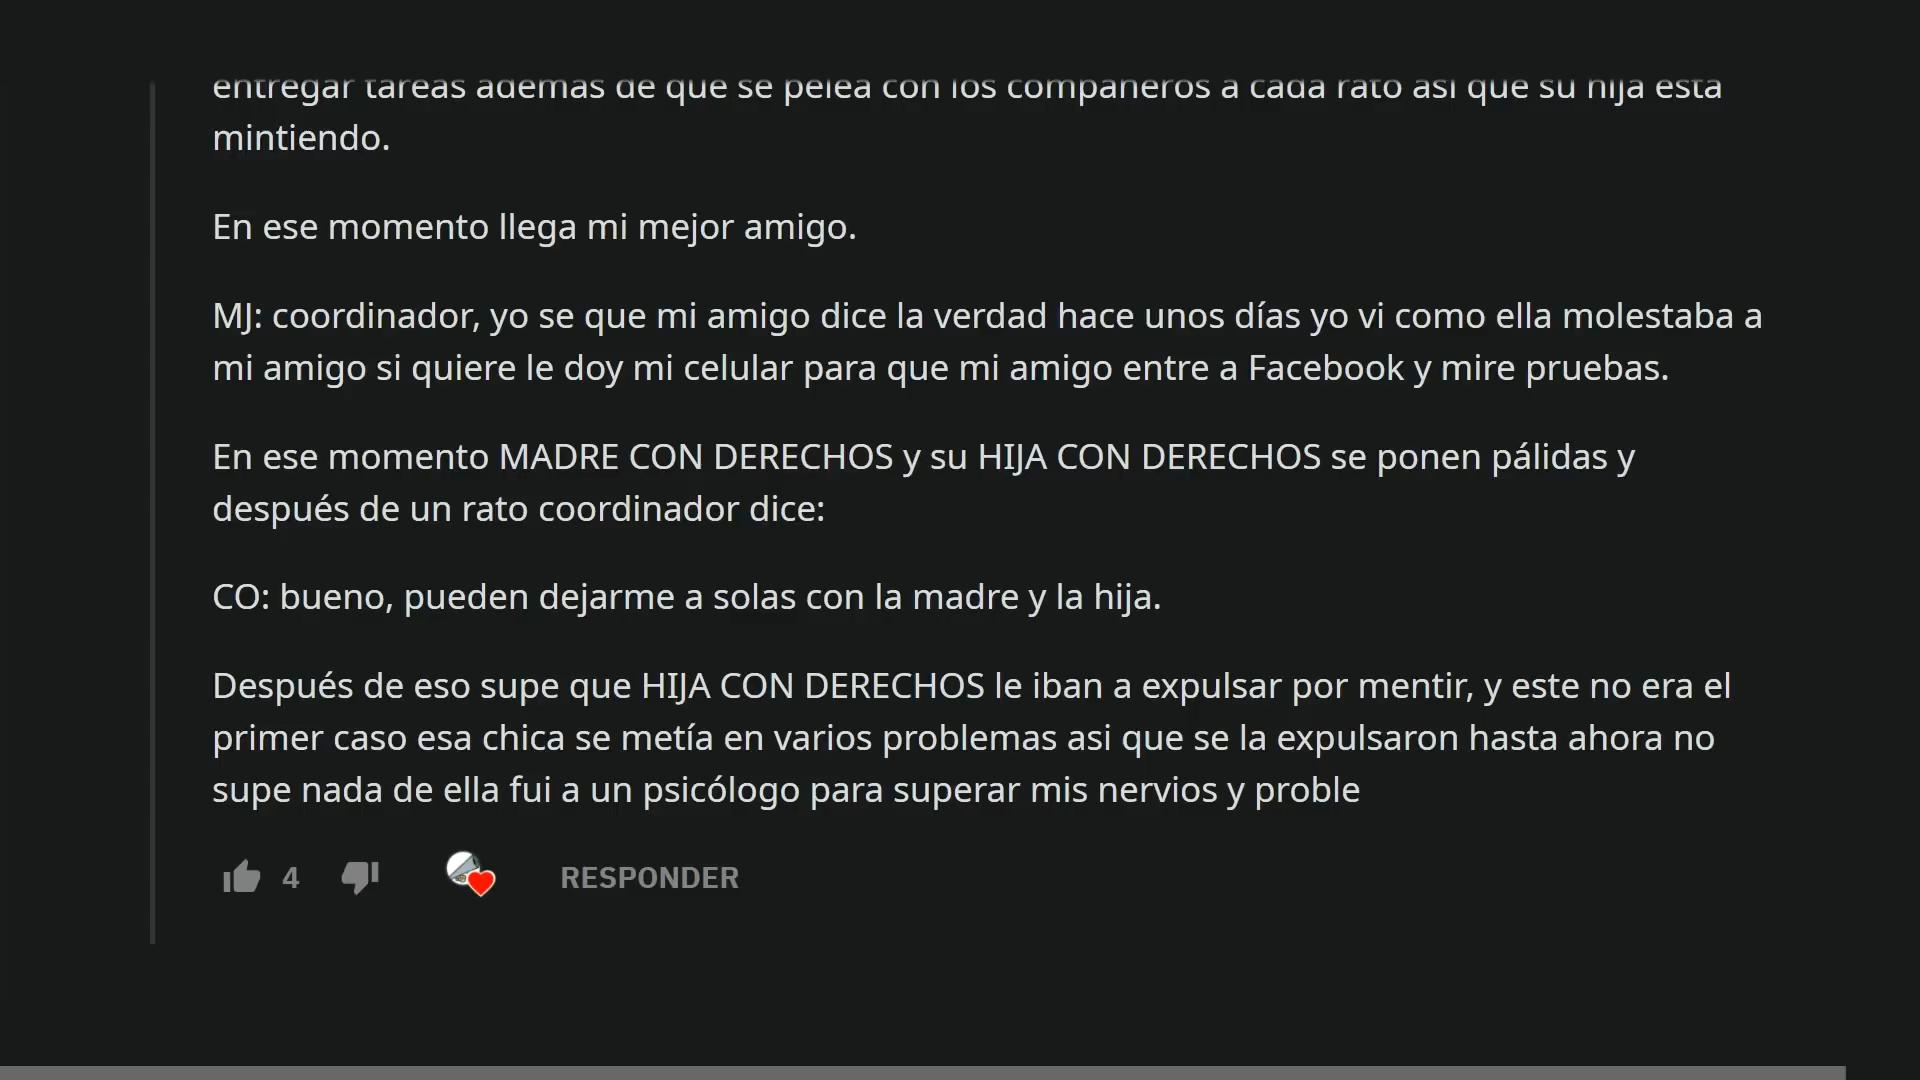 entregar tareas además de que se pelea con los compañeros a cada rato así que su hija está
mintiendo.
En ese momento llega mi mejor amigo.
MJ: coordinador, yo se que mi amigo dice la verdad hace unos días yo vi como ella molestaba a
mi amigo si quiere le doy mi celular para que mi amigo entre a Facebook y mire pruebas.
En ese momento MADRE CON DERECHOS y su HIJA CON DERECHOS se ponen pálidas y
después de un rato coordinador dice:
CO: bueno, pueden dejarme a solas con la madre y la hija.
Después de eso supe que HIJA CON DERECHOS le iban a expulsar por mentir, y este no era el
primer caso esa chica se metía en varios problemas asi que se la expulsaron hasta ahora no
supe nada de ella fui a un psicólogo para superar mis nervios y proble
4 RESPONDER